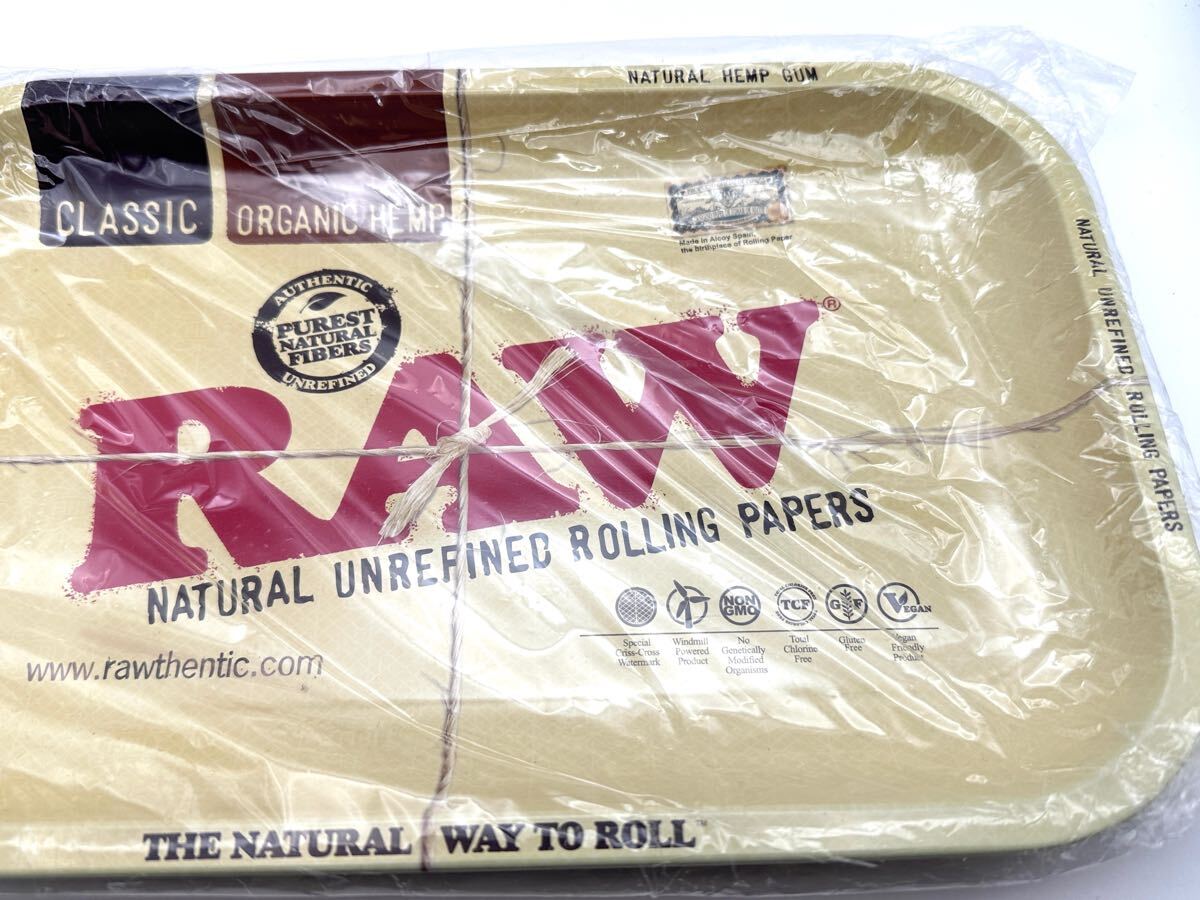 NATURAL HEMP GUM
CLASSIC
ORGANIC HEMP
Made in Alcoy Spain,
the birthplace of Rolling Paper
NATURAL UNREFINED ROLLING PAPERS
AUTHENTIC
PUREST
NATURAL
FIBERS
UNREFINED
RAW®
NATURAL UNREFINED ROLLING PAPERS
NON
GMO
TCF
GF
VEGAN
Special
Criss-Cross
Watermark
Windmill
Powered
Product
No
Genetically
Modified
Organisms
Total
Chlorine
Free
Gluten
Free
Vegan
Friendly
Product
www.rawthentic.com
THE NATURAL WAY TO ROLL™